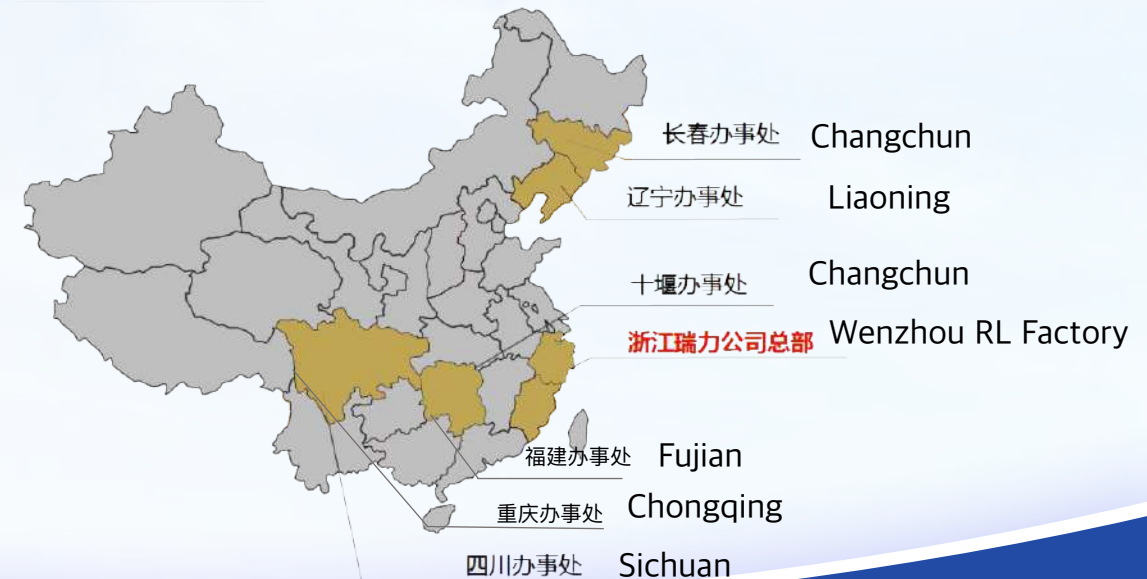 长春办事处 Changchun
辽宁办事处 Liaoning
十堰办事处 Changchun
浙江瑞力公司总部 Wenzhou RL Factory
福建办事处 Fujian
重庆办事处 Chongqing
四川办事处 Sichuan